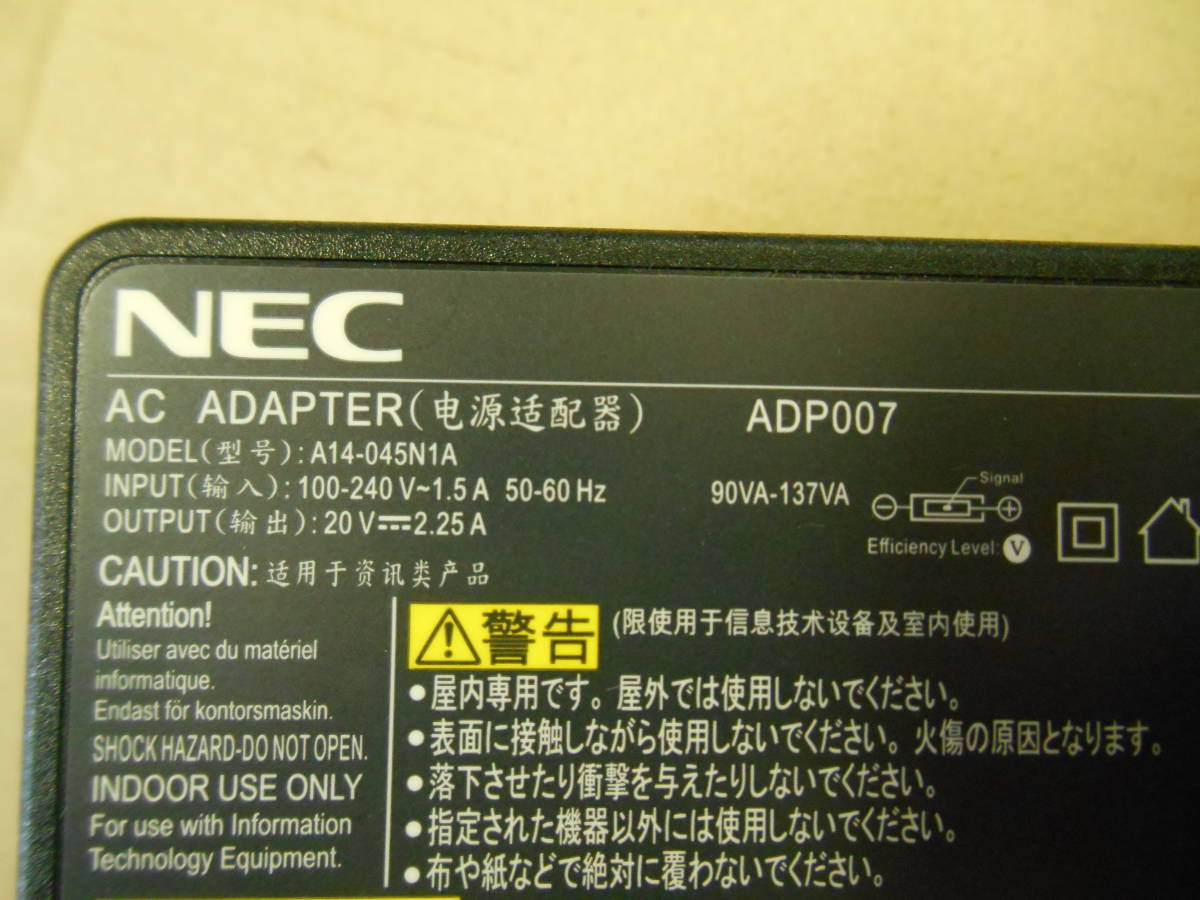 NEC
AC ADAPTER(电源适配器) ADP007
MODEL(型号): A14-045N1A
INPUT(输入): 100-240 V~1.5 A 50-60 Hz 90VA-137VA
OUTPUT(输出): 20 V⎓2.25 A
Signal
Efficiency Level: V
CAUTION: 适用于资讯类产品
Attention!
Utiliser avec du matériel
informatique.
Endast för kontorsmaskin.
SHOCK HAZARD-DO NOT OPEN.
INDOOR USE ONLY
For use with Information
Technology Equipment.
警告 (限使用于信息技术设备及室内使用)
●屋内専用です。屋外では使用しないでください。
●表面に接触しながら使用しないでください。火傷の原因となります。
●落下させたり衝撃を与えたりしないでください。
●指定された機器以外には使用しないでください。
●布や紙などで絶対に覆わないでください。